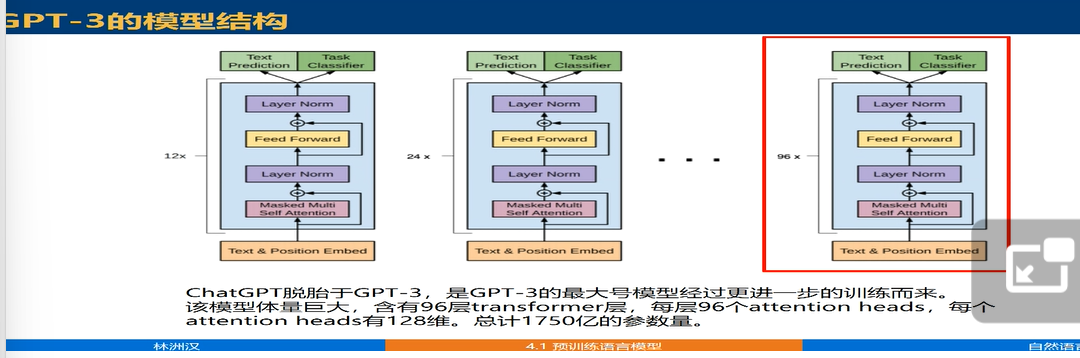 GPT-3的模型结构
Text Prediction
Task Classifier
Layer Norm
Feed Forward
Layer Norm
Masked Multi Self Attention
Text & Position Embed
12x
Text Prediction
Task Classifier
Layer Norm
Feed Forward
Layer Norm
Masked Multi Self Attention
Text & Position Embed
24 x
Text Prediction
Task Classifier
Layer Norm
Feed Forward
Layer Norm
Masked Multi Self Attention
Text & Position Embed
96 x
ChatGPT脱胎于GPT-3，是GPT-3的最大号模型经过更进一步的训练而来。
该模型体量巨大，含有96层transformer层，每层96个attention heads，每个
attention heads有128维。总计1750亿的参数量。
林洲汉
4.1 预训练语言模型
自然语言